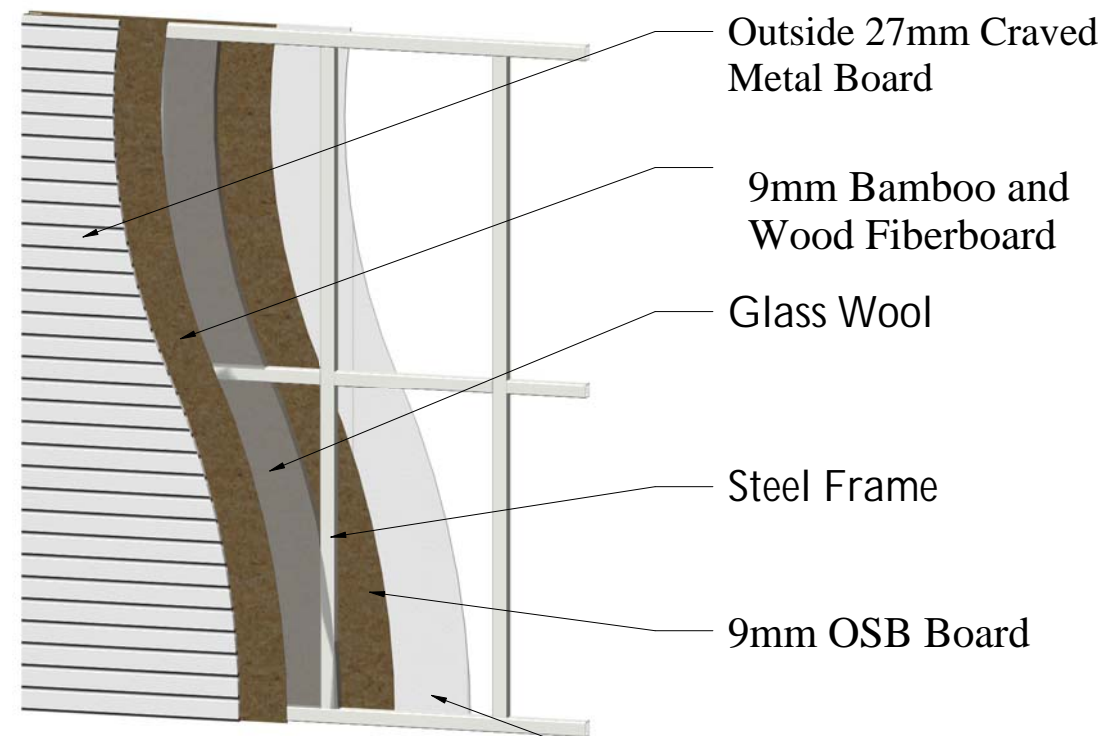 Outside 27mm Craved
Metal Board
9mm Bamboo and
Wood Fiberboard
Glass Wool
Steel Frame
9mm OSB Board